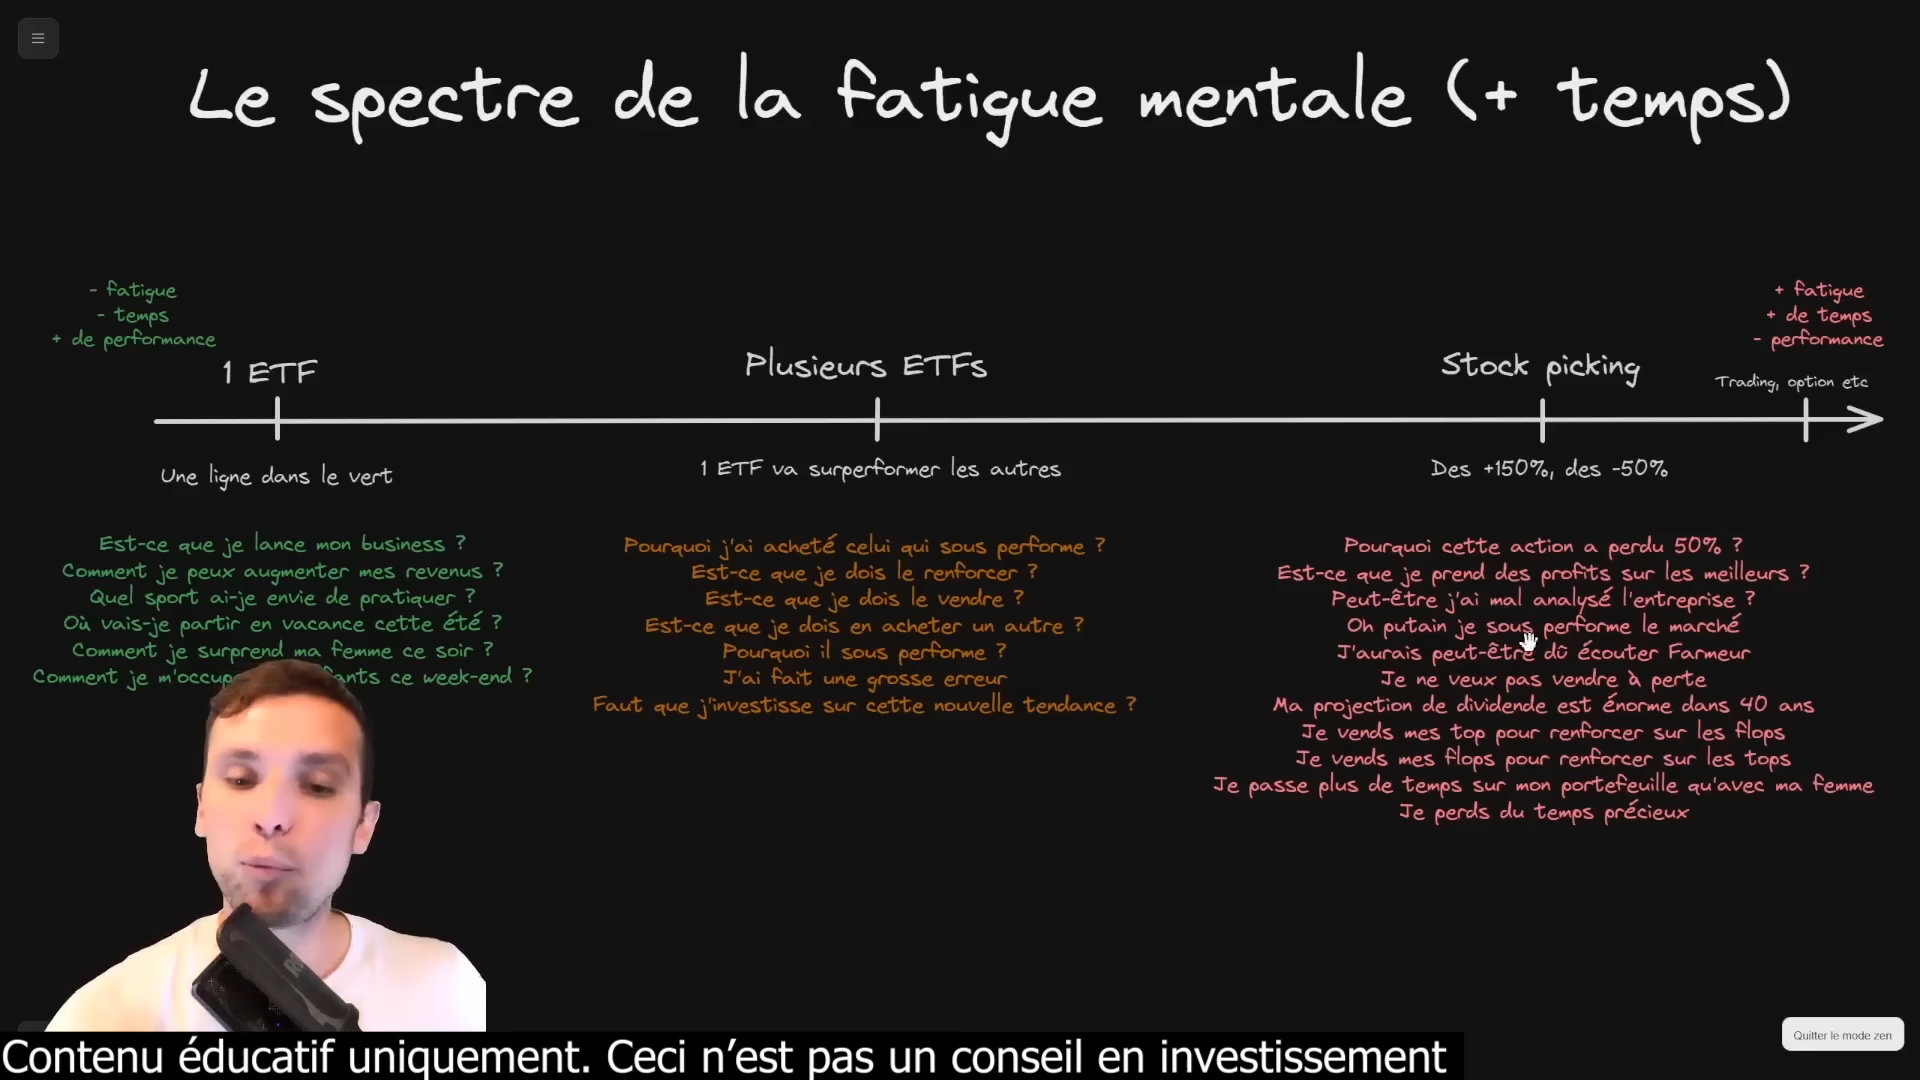 Le spectre de la fatigue mentale (+ temps)
- fatigue
- temps
+ de performance
+ fatigue
+ de temps
- performance
1 ETF
Plusieurs ETFs
Stock picking
Trading, option etc
Une ligne dans le vert
1 ETF va surperformer les autres
Des +150%, des -50%
Est-ce que je lance mon business ?
Comment je peux augmenter mes revenus ?
Quel sport ai-je envie de pratiquer ?
Où vais-je partir en vacance cette été ?
Comment je surprend ma femme ce soir ?
Comment je m'occup fants ce week-end ?
Pourquoi j'ai acheté celui qui sous performe ?
Est-ce que je dois le renforcer ?
Est-ce que je dois le vendre ?
Est-ce que je dois en acheter un autre ?
Pourquoi il sous performe ?
J'ai fait une grosse erreur
Faut que j'investisse sur cette nouvelle tendance ?
Pourquoi cette action a perdu 50% ?
Est-ce que je prend des profits sur les meilleurs ?
Peut-être j'ai mal analysé l'entreprise ?
Oh putain je sous performe le marché
J'aurais peut-être dû écouter Farmeur
Je ne veux pas vendre à perte
Ma projection de dividende est énorme dans 40 ans
Je vends mes top pour renforcer sur les flops
Je vends mes flops pour renforcer sur les tops
Je passe plus de temps sur mon portefeuille qu'avec ma femme
Je perds du temps précieux
Quitter le mode zen
Contenu éducatif uniquement. Ceci n'est pas un conseil en investissement